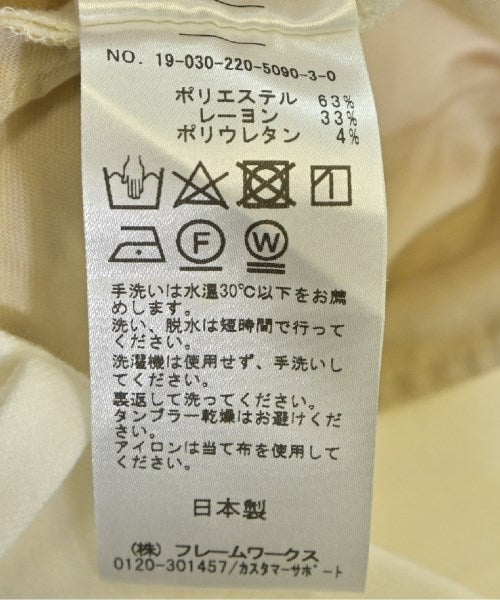 NO. 19-030-220-5090-3-0
ポリエステル 63%
レーヨン 33%
ポリウレタン 4%
F
W
手洗いは水温30℃以下をお薦
めします。
洗い、脱水は短時間で行って
ください。
洗濯機は使用せず、手洗いし
てください。
裏返して洗ってください。
タンブラー乾燥はお避けくだ
さい。
アイロンは当て布を使用して
ください。
日本製
(株) フレームワークス
0120-301457/カスタマーサポート